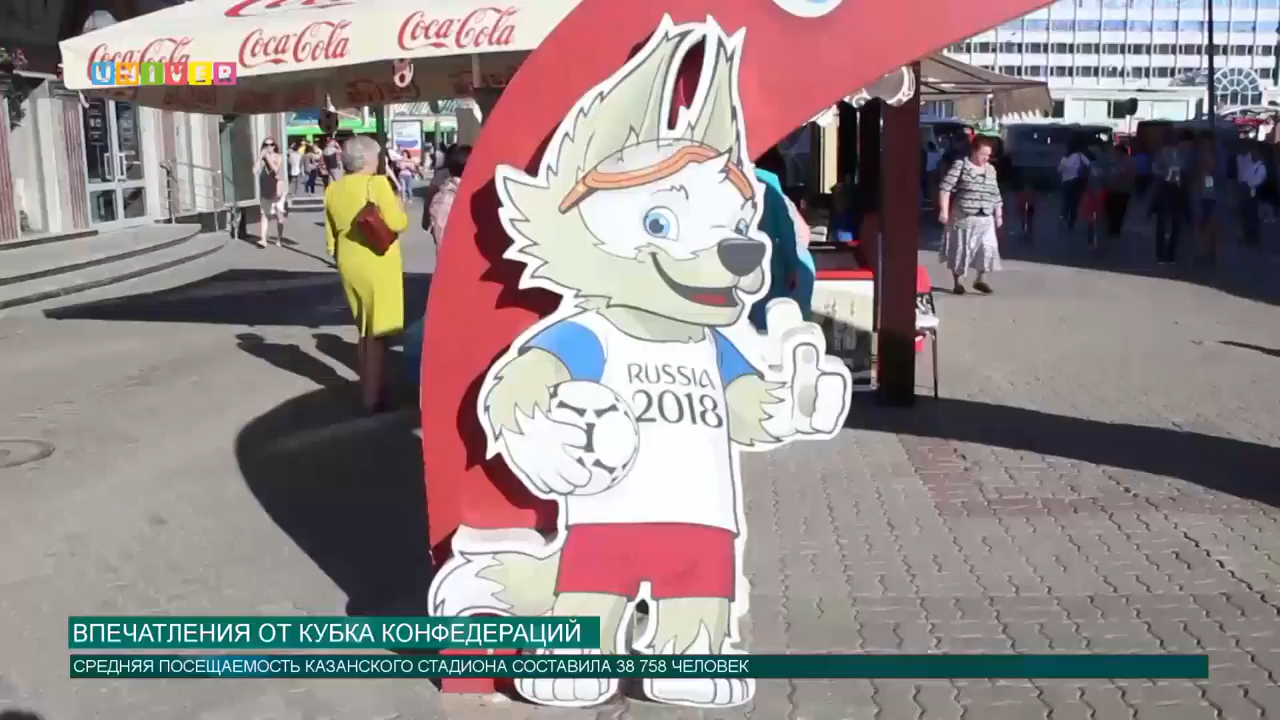 Coca-Cola Coca-Cola Coca-Cola
UNIVER
RUSSIA
2018
ВПЕЧАТЛЕНИЯ ОТ КУБКА КОНФЕДЕРАЦИЙ
СРЕДНЯЯ ПОСЕЩАЕМОСТЬ КАЗАНСКОГО СТАДИОНА СОСТАВИЛА 38 758 ЧЕЛОВЕК